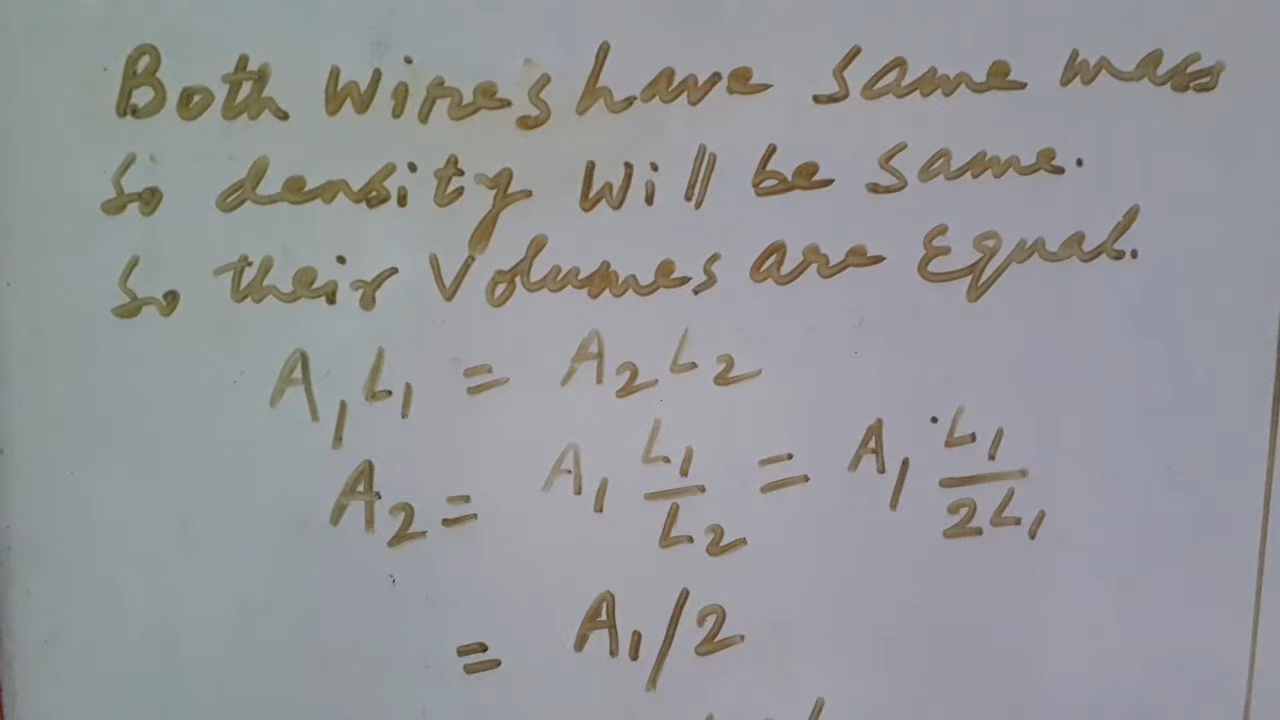 Both Wires have same mass
So density will be same.
So their Volumes are Equal.
A₁L₁ = A₂L₂
A₂ = A₁ L₁/L₂ = A₁ L₁/2L₁
= A₁/2